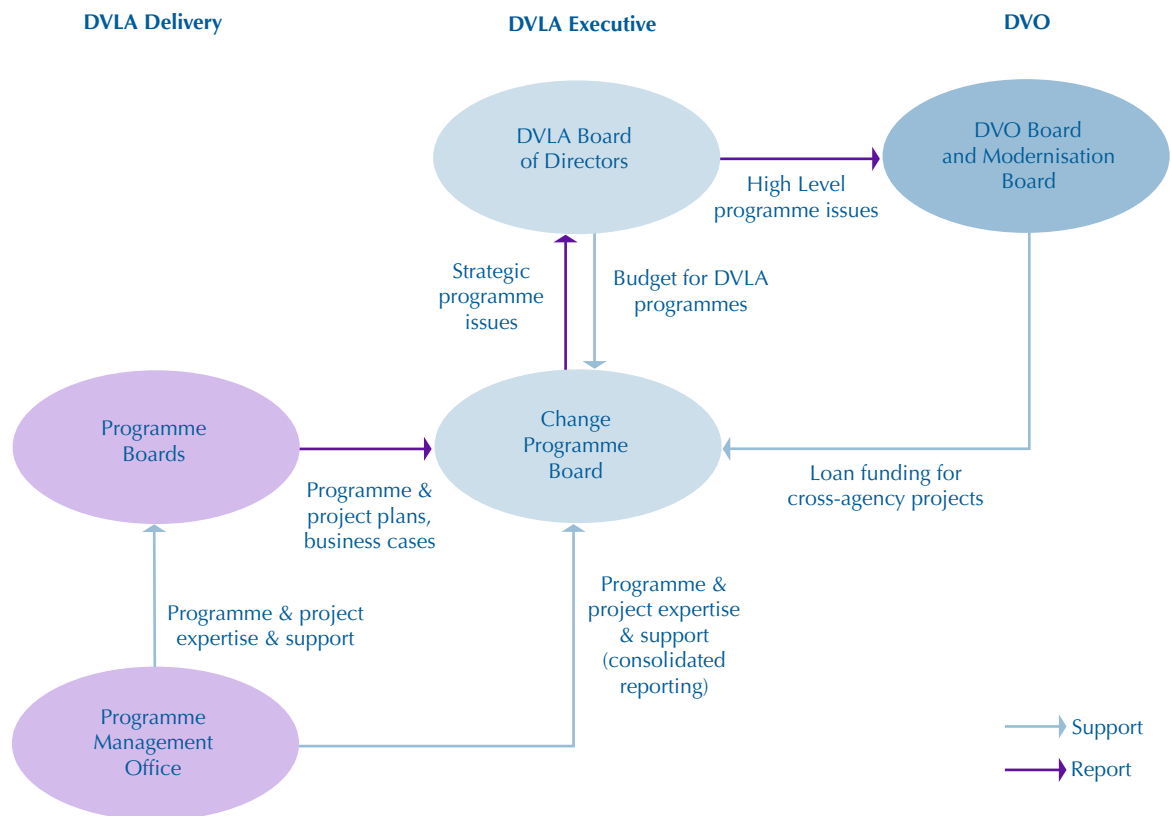 DVLA Delivery
DVLA Executive
DVO
DVLA Board
of Directors
DVO Board
and Modernisation
Board
High Level
programme issues
Strategic
programme
issues
Budget for DVLA
programmes
Programme
Boards
Change
Programme
Board
Programme &
project plans,
business cases
Loan funding for
cross-agency projects
Programme & project
expertise & support
Programme &
project expertise
& support
(consolidated
reporting)
Programme
Management
Office
Support
Report